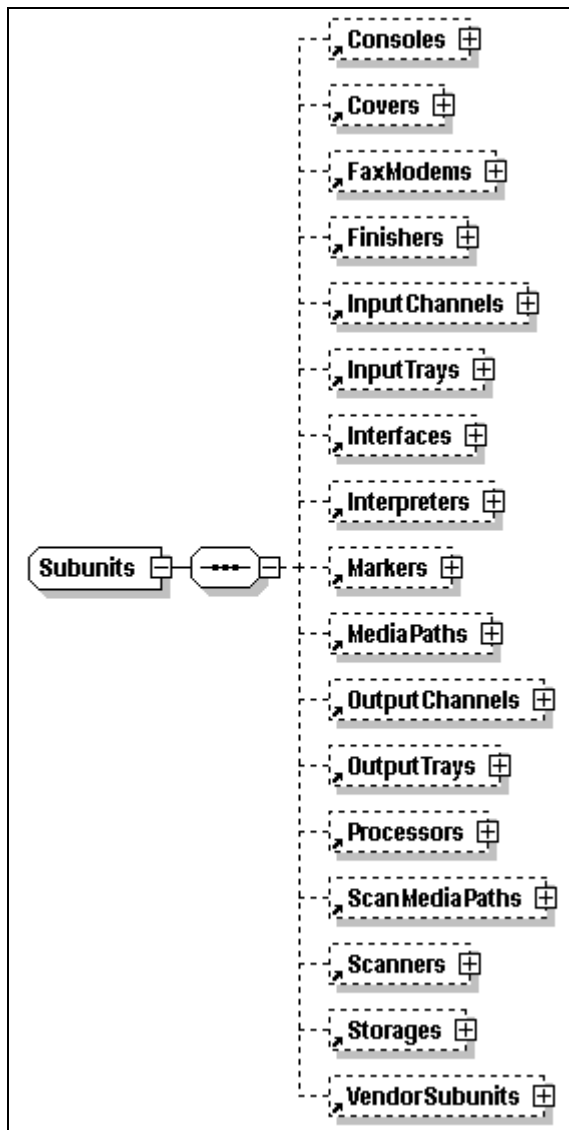 Consoles
Covers
FaxModems
Finishers
InputChannels
InputTrays
Interfaces
Interpreters
Subunits
Markers
MediaPaths
OutputChannels
OutputTrays
Processors
ScanMediaPaths
Scanners
Storages
VendorSubunits